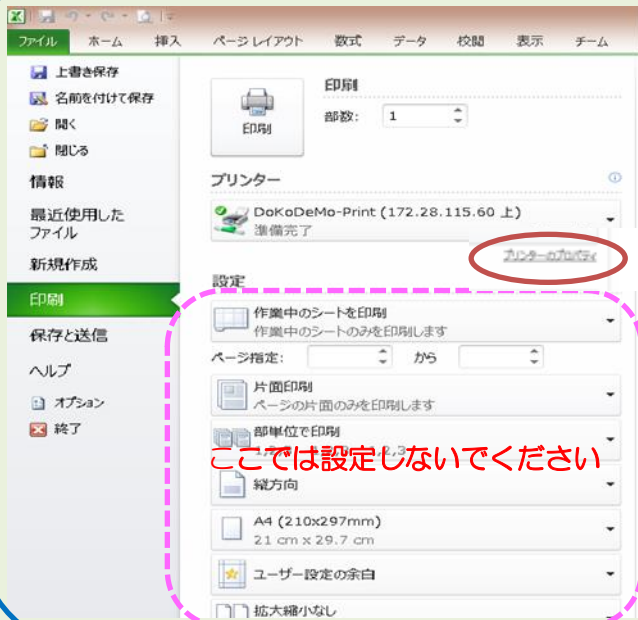 ファイル ホーム 挿入 ページ レイアウト 数式 データ 校閲 表示 チーム
上書き保存
名前を付けて保存
開く
閉じる
情報
最近使用した
ファイル
新規作成
印刷
保存と送信
ヘルプ
オプション
終了
印刷
印刷
部数: 1
プリンター
DoKoDeMo-Print (172.28.115.60 上)
準備完了
プリンターのプロパティ
設定
作業中のシートを印刷
作業中のシートのみを印刷します
ページ指定: から
片面印刷
ページの片面のみを印刷します
部単位で印刷
ここでは設定しないでください
縦方向
A4 (210x297mm)
21 cm x 29.7 cm
ユーザー設定の余白
拡大縮小なし